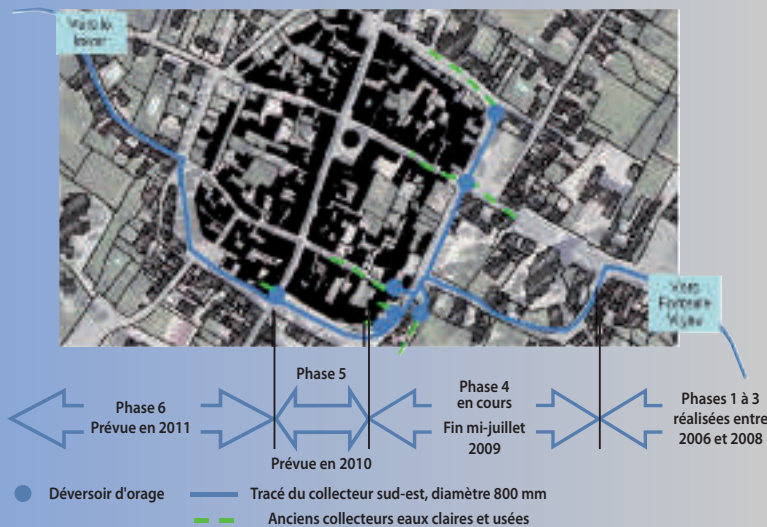 Vers
Phase 6
Prévue en 2011
Phase 5
Prévue en 2010
Phase 4
en cours
Fin mi-juillet
2009
Phases 1 à 3
réalisées entre
2006 et 2008
Déversoir d'orage
Tracé du collecteur sud-est, diamètre 800 mm
Anciens collecteurs eaux claires et usées